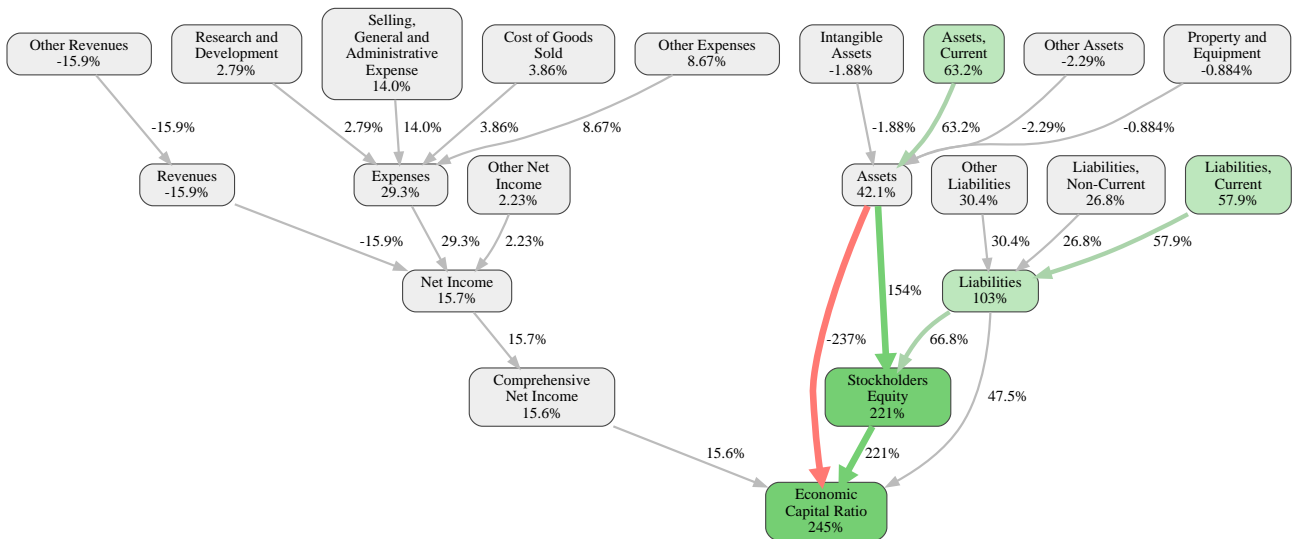 Other Revenues
-15.9%
Research and
Development
2.79%
Selling,
General and
Administrative
Expense
14.0%
Cost of Goods
Sold
3.86%
Other Expenses
8.67%
Intangible
Assets
-1.88%
Assets,
Current
63.2%
Other Assets
-2.29%
Property and
Equipment
-0.884%
-15.9%
2.79%
14.0%
3.86%
8.67%
-1.88%
63.2%
-2.29%
-0.884%
Revenues
-15.9%
Expenses
29.3%
Other Net
Income
2.23%
Assets
42.1%
Other
Liabilities
30.4%
Liabilities,
Non-Current
26.8%
Liabilities,
Current
57.9%
-15.9%
29.3%
2.23%
30.4%
26.8%
57.9%
Net Income
15.7%
154%
Liabilities
103%
15.7%
-237%
66.8%
Comprehensive
Net Income
15.6%
Stockholders
Equity
221%
47.5%
15.6%
221%
Economic
Capital Ratio
245%